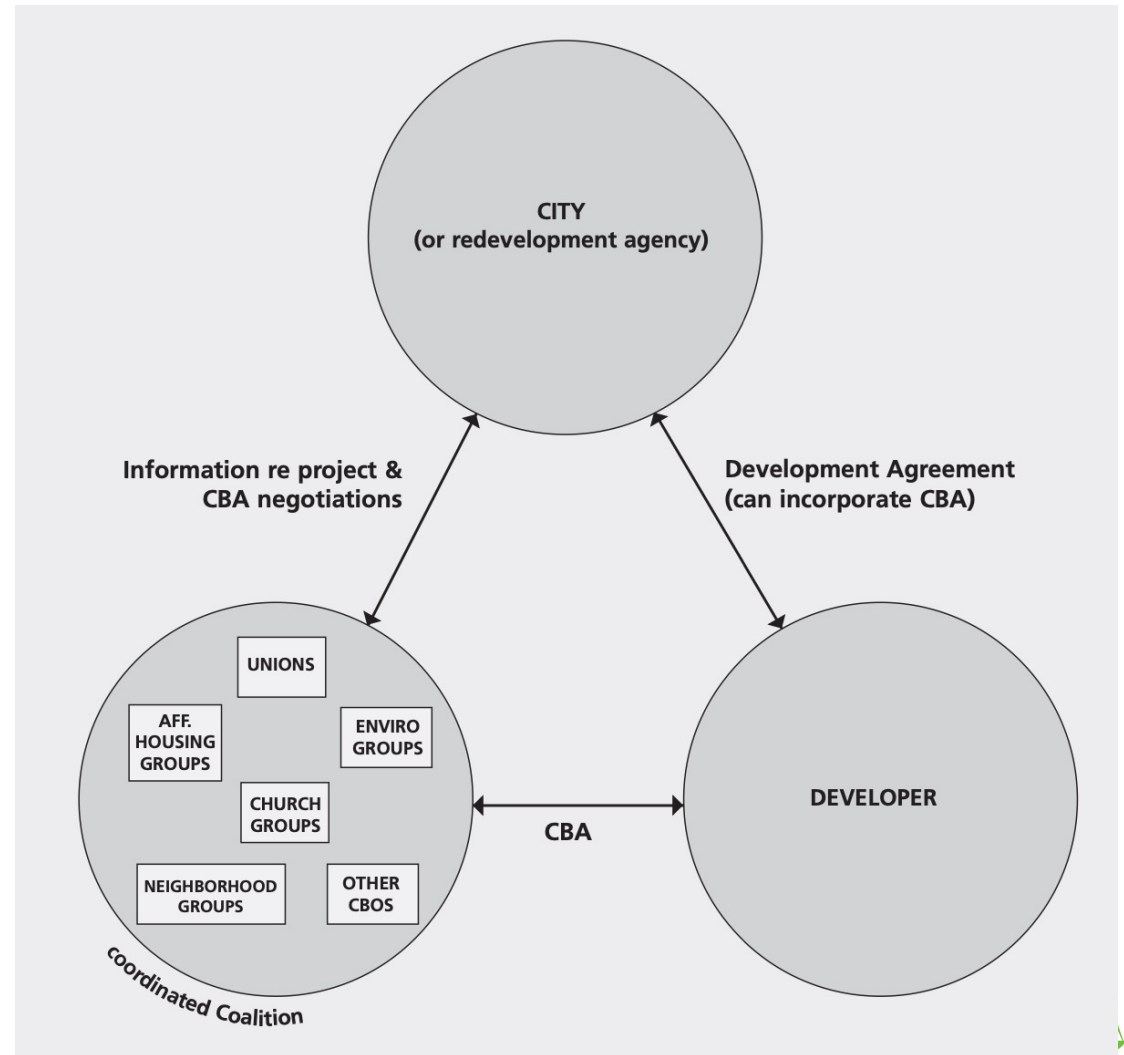 CITY
(or redevelopment agency)
Information re project &
CBA negotiations
Development Agreement
(can incorporate CBA)
UNIONS
AFF.
HOUSING
GROUPS
ENVIRO
GROUPS
CHURCH
GROUPS
NEIGHBORHOOD
GROUPS
OTHER
CBOS
coordinated Coalition
CBA
DEVELOPER